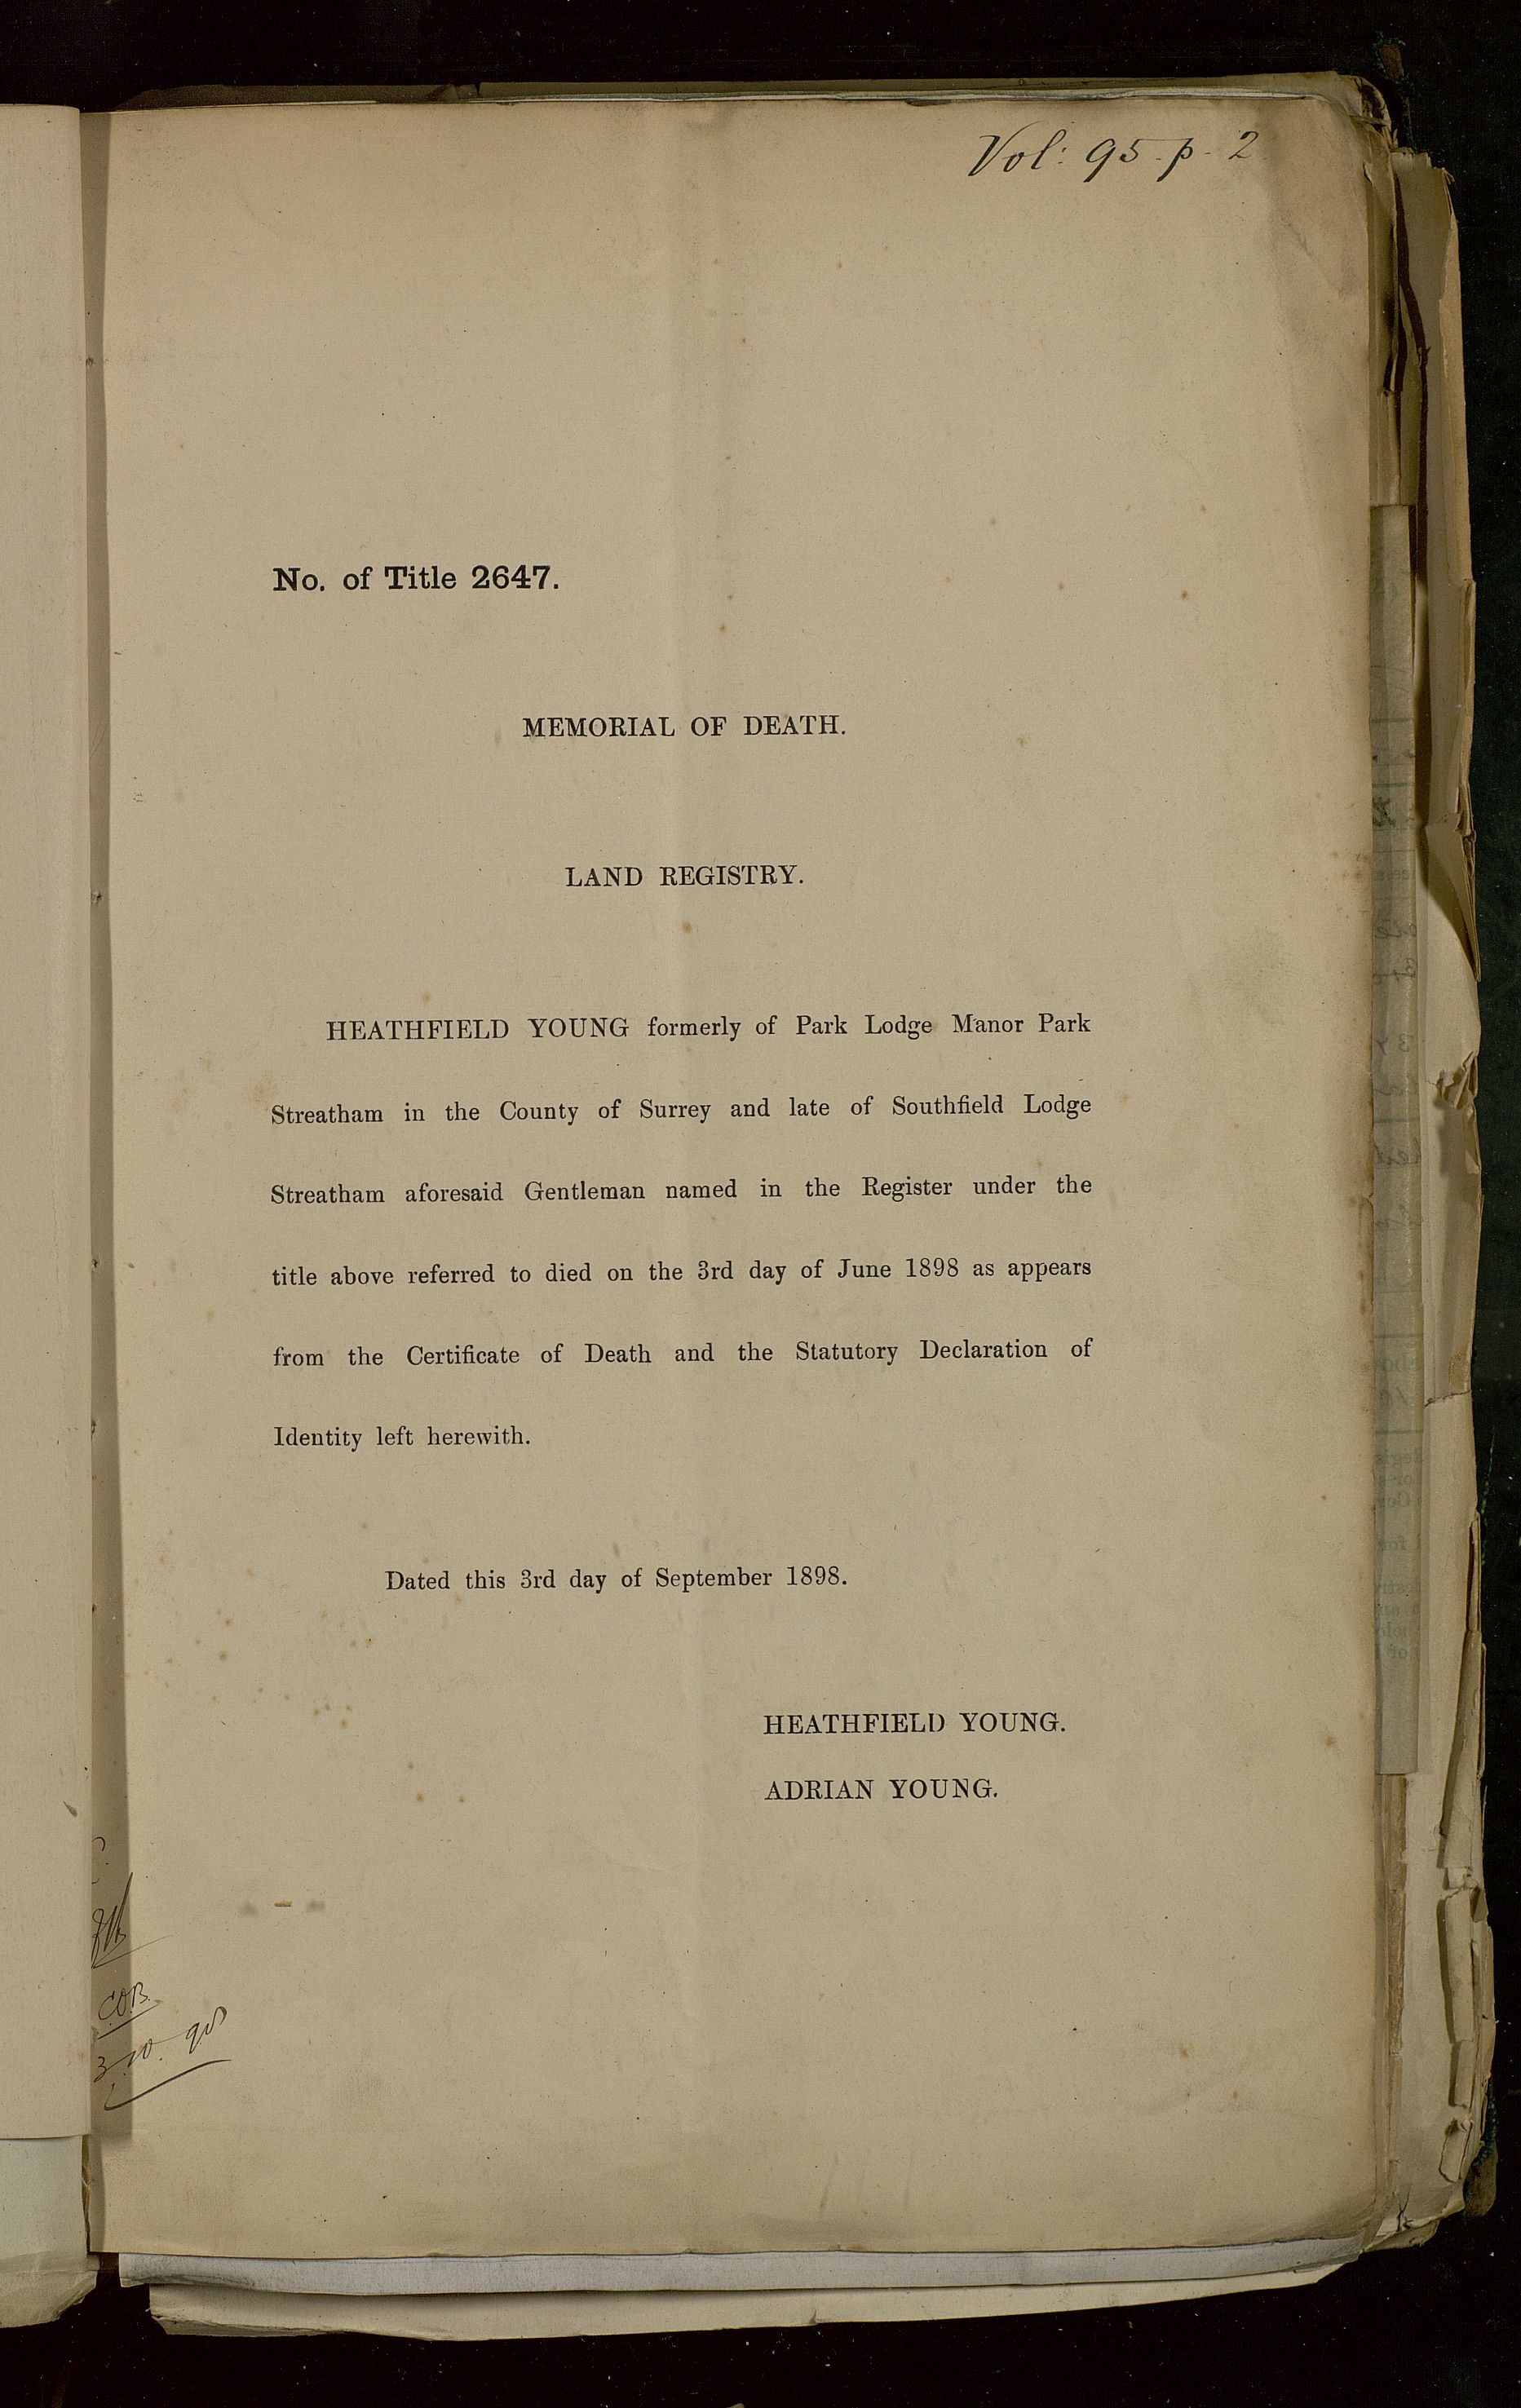 Vol: 95. p. 2
No. of Title 2647.
MEMORIAL OF DEATH.
LAND REGISTRY.
HEATHFIELD YOUNG formerly of Park Lodge Manor Park
Streatham in the County of Surrey and late of Southfield Lodge
Streatham aforesaid Gentleman named in the Register under the
title above referred to died on the 3rd day of June 1898 as appears
from the Certificate of Death and the Statutory Declaration of
Identity left herewith.
Dated this 3rd day of September 1898.
HEATHFIELD YOUNG.
ADRIAN YOUNG.
C.O.B.
3.10.98